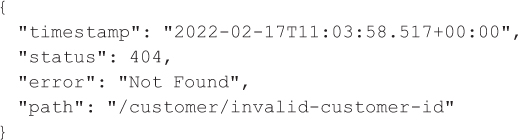 {
  "timestamp": "2022-02-17T11:03:58.517+00:00",
  "status": 404,
  "error": "Not Found",
  "path": "/customer/invalid-customer-id"
}